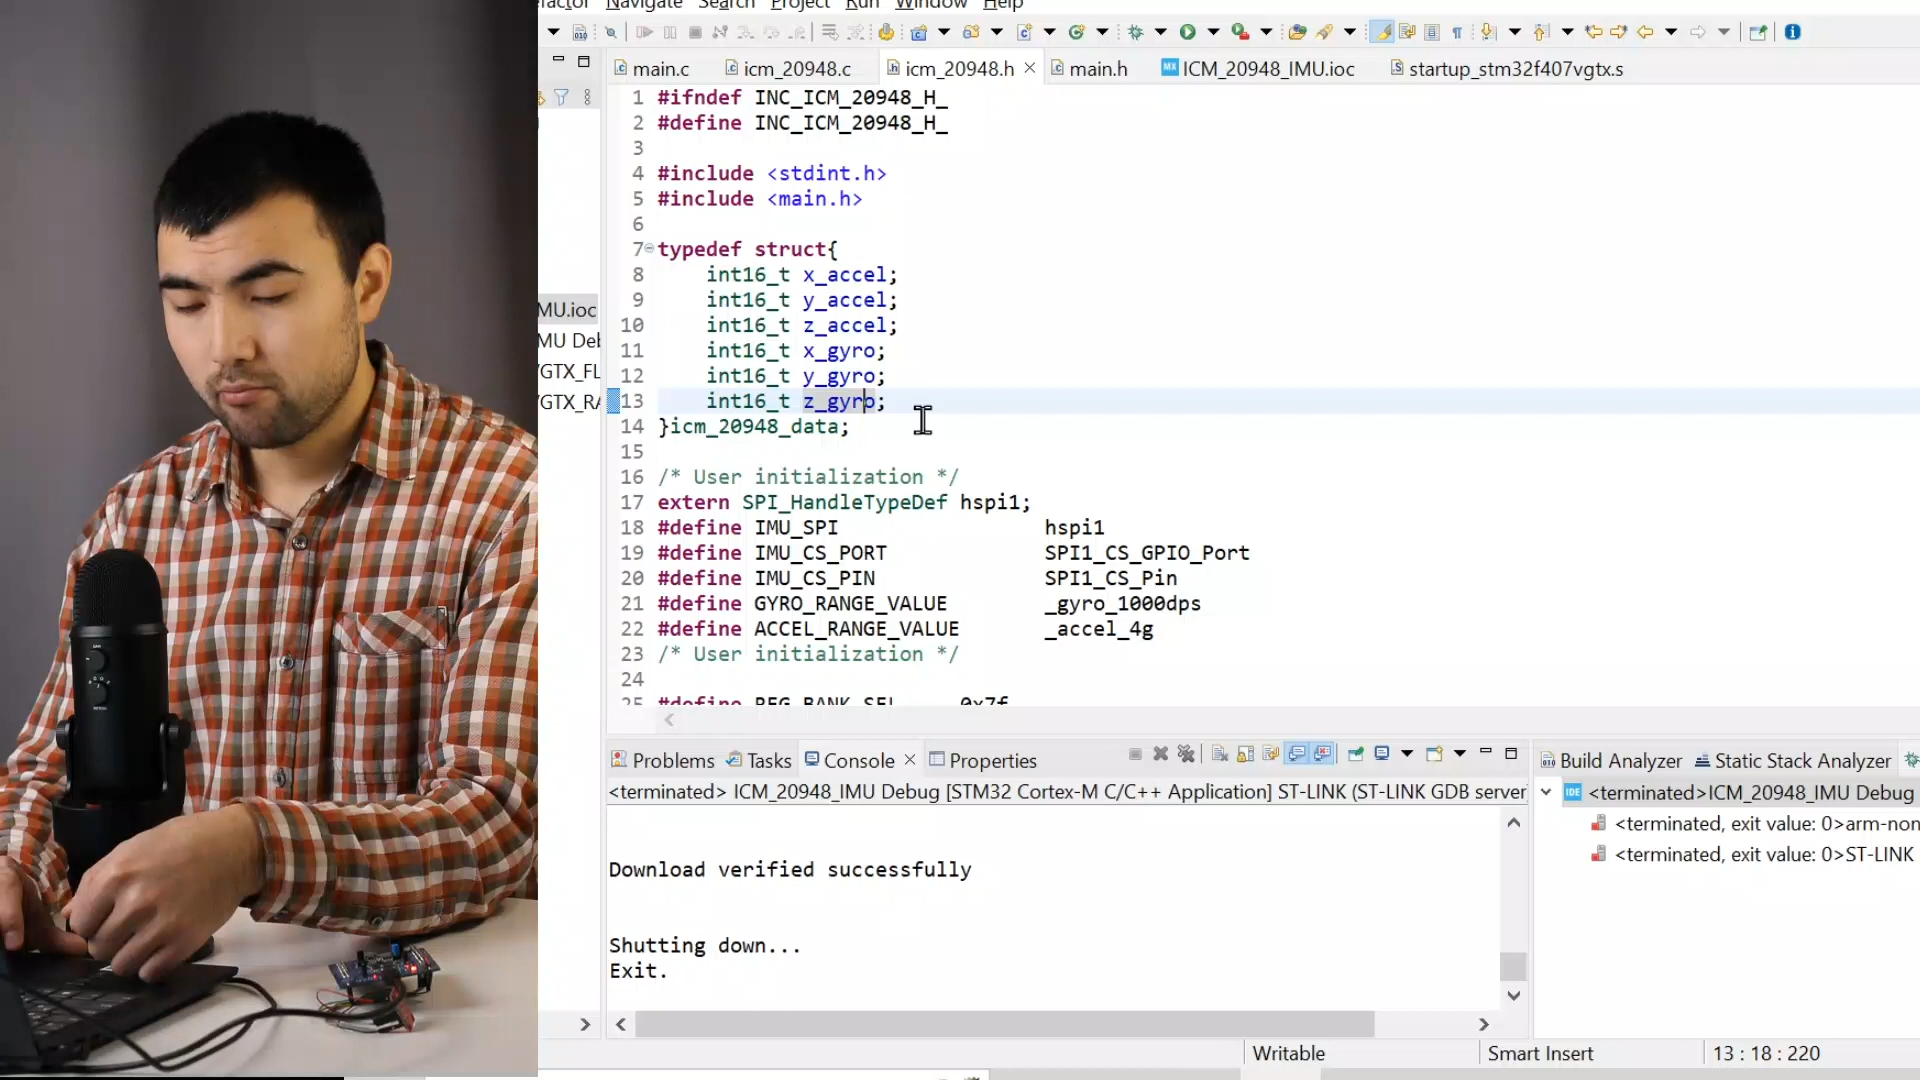 Navigate Search Project Run Window Help
main.c icm_20948.c icm_20948.h main.h ICM_20948_IMU.ioc startup_stm32f407vgtx.s
1 #ifndef INC_ICM_20948_H_
2 #define INC_ICM_20948_H_
3
4 #include <stdint.h>
5 #include <main.h>
6
7 typedef struct{
8 int16_t x_accel;
9 int16_t y_accel;
10 int16_t z_accel;
11 int16_t x_gyro;
12 int16_t y_gyro;
13 int16_t z_gyro;
14 }icm_20948_data;
15
16 /* User initialization */
17 extern SPI_HandleTypeDef hspi1;
18 #define IMU_SPI hspi1
19 #define IMU_CS_PORT SPI1_CS_GPIO_Port
20 #define IMU_CS_PIN SPI1_CS_Pin
21 #define GYRO_RANGE_VALUE _gyro_1000dps
22 #define ACCEL_RANGE_VALUE _accel_4g
23 /* User initialization */
24
25 #define REG_BANK_SEL 0x7f
MU.ioc
MU Deb
/GTX_FL
/GTX_RA
Problems Tasks Console Properties
<terminated> ICM_20948_IMU Debug [STM32 Cortex-M C/C++ Application] ST-LINK (ST-LINK GDB server
Download verified successfully
Shutting down...
Exit.
Build Analyzer Static Stack Analyzer
<terminated>ICM_20948_IMU Debug
<terminated, exit value: 0>arm-non
<terminated, exit value: 0>ST-LINK
Writable Smart Insert 13 : 18 : 220